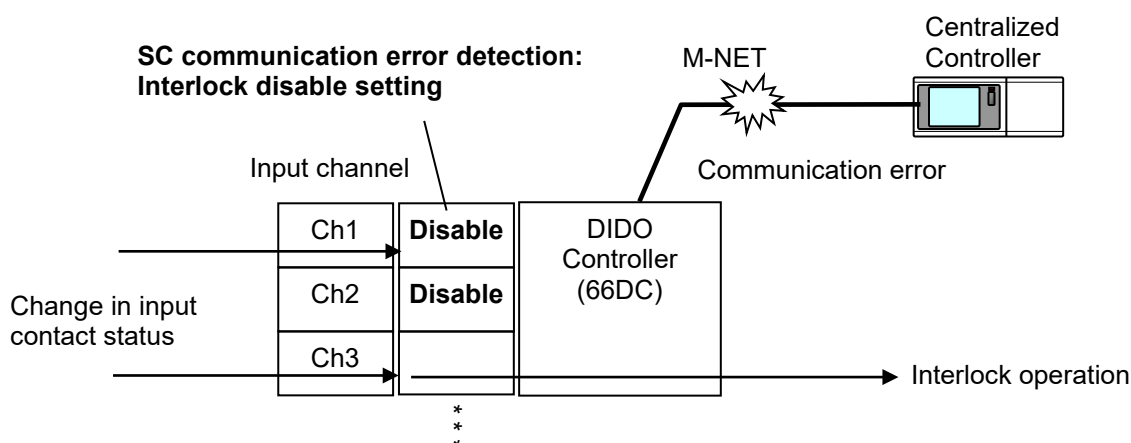 Centralized
Controller
SC communication error detection:
Interlock disable setting
M-NET
Input channel
Communication error
Ch1
Disable
DIDO
Controller
(66DC)
Ch2
Disable
Change in input
contact status
Ch3
Interlock operation
*
*
*